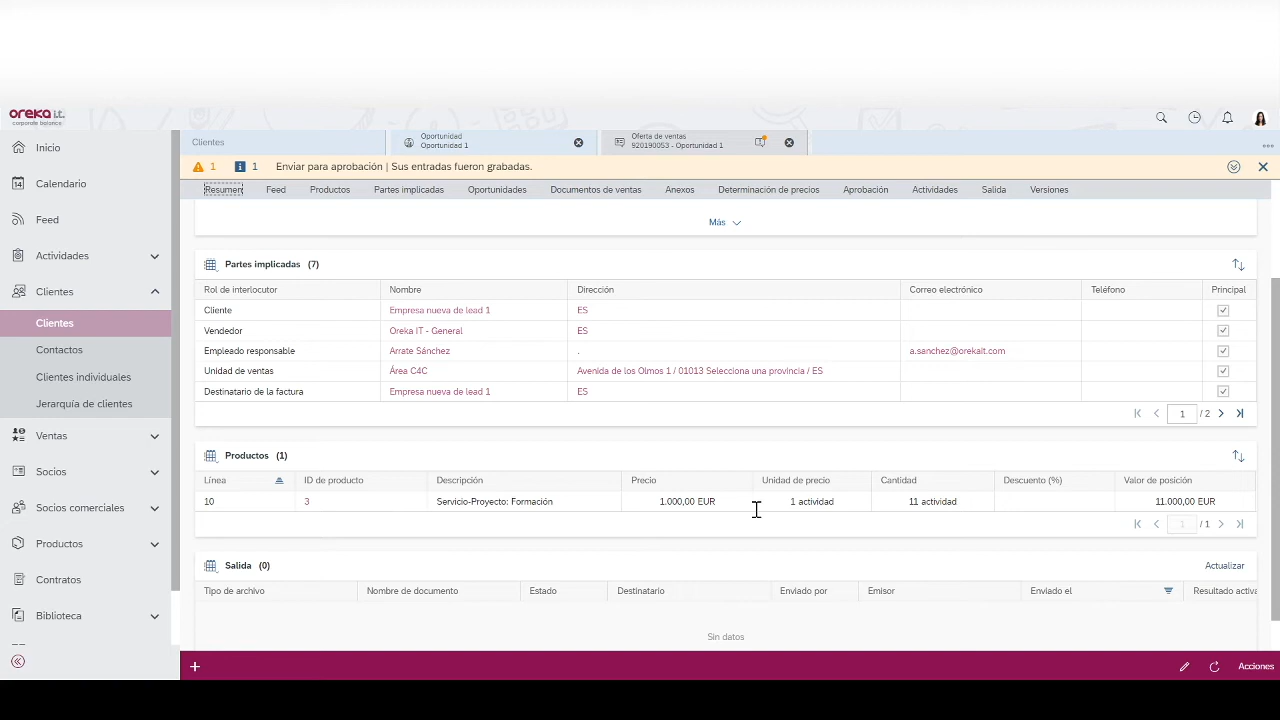 oreka i.t.
corporate balance
Clientes
Oportunidad
Oportunidad 1
Oferta de ventas
920190053 - Oportunidad 1
1 1 Enviar para aprobación | Sus entradas fueron grabadas.
Resumen Feed Productos Partes implicadas Oportunidades Documentos de ventas Anexos Determinación de precios Aprobación Actividades Salida Versiones
Inicio
14 Calendario
Feed
Actividades
Clientes
Clientes
Contactos
Clientes individuales
Jerarquía de clientes
Ventas
Socios
Socios comerciales
Productos
Contratos
Biblioteca
Más
Partes implicadas (7)
Rol de interlocutor Nombre Dirección Correo electrónico Teléfono Principal
Cliente Empresa nueva de lead 1 ES
Vendedor Oreka IT - General ES
Empleado responsable Arrate Sánchez . a.sanchez@orekait.com
Unidad de ventas Área C4C Avenida de los Olmos 1 / 01013 Selecciona una provincia / ES
Destinatario de la factura Empresa nueva de lead 1 ES
1 / 2
Productos (1)
Línea ID de producto Descripción Precio Unidad de precio Cantidad Descuento (%) Valor de posición
10 3 Servicio-Proyecto: Formación 1.000,00 EUR 1 actividad 11 actividad 11.000,00 EUR
1 / 1
Salida (0) Actualizar
Tipo de archivo Nombre de documento Estado Destinatario Enviado por Emisor Enviado el Resultado activa
Sin datos
Acciones